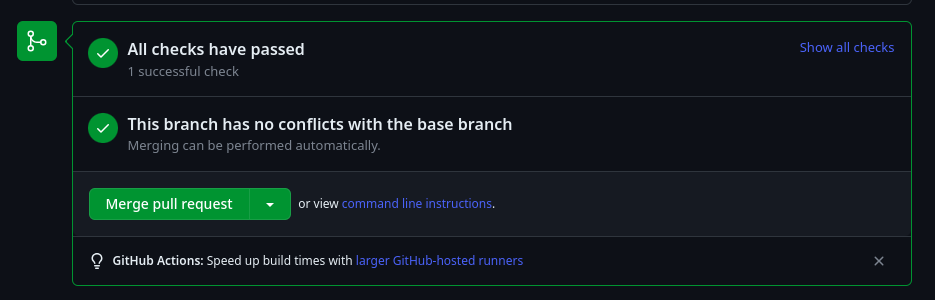 All checks have passed
Show all checks
1 successful check
This branch has no conflicts with the base branch
Merging can be performed automatically.
Merge pull request or view command line instructions.
GitHub Actions: Speed up build times with larger GitHub-hosted runners